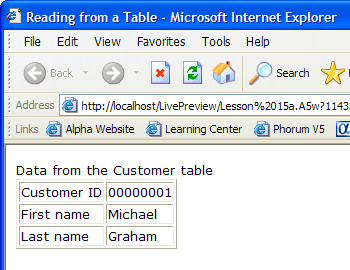 Reading from a Table - Microsoft Internet Explorer
File Edit View Favorites Tools Help
Back Search
Address http://localhost/LivePreview/Lesson%2015a.A5w?1143
Links Alpha Website Learning Center Phorum V5
Data from the Customer table
Customer ID 00000001
First name Michael
Last name Graham